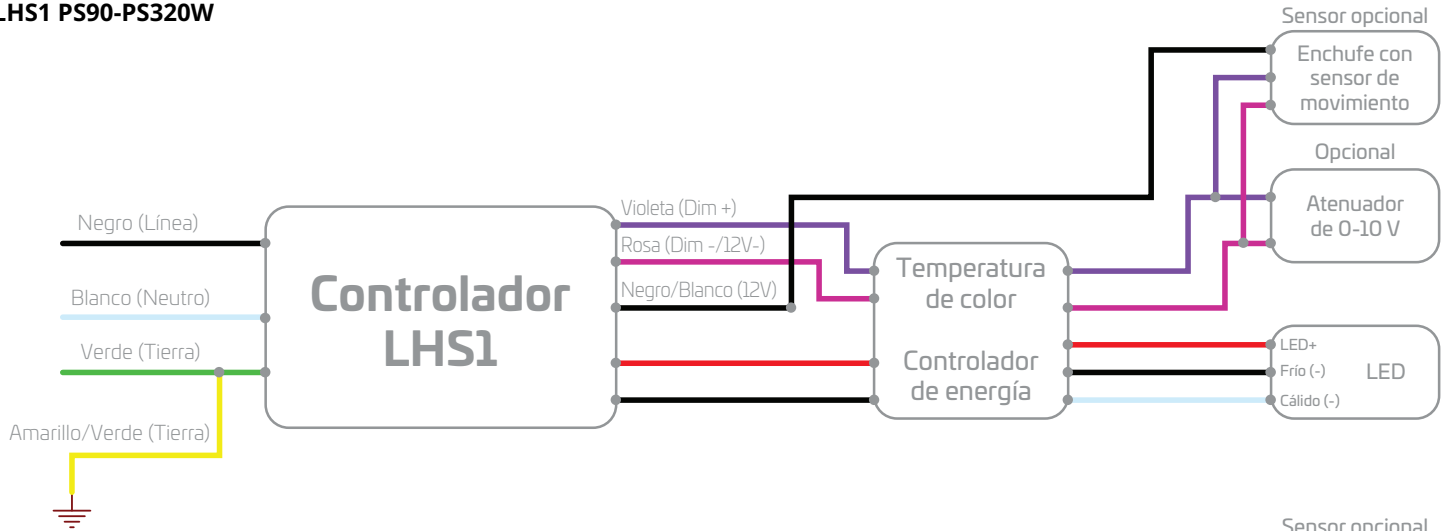 LHS1 PS90-PS320W
Sensor opcional
Enchufe con
sensor de
movimiento
Opcional
Atenuador
de 0-10 V
Negro (Línea)
Blanco (Neutro)
Verde (Tierra)
Amarillo/Verde (Tierra)
Controlador
LHS1
Violeta (Dim +)
Rosa (Dim -/12V-)
Negro/Blanco (12V)
Temperatura
de color
Controlador
de energía
LED+
Frío (-)
Cálido (-)
LED
Sensor opcional